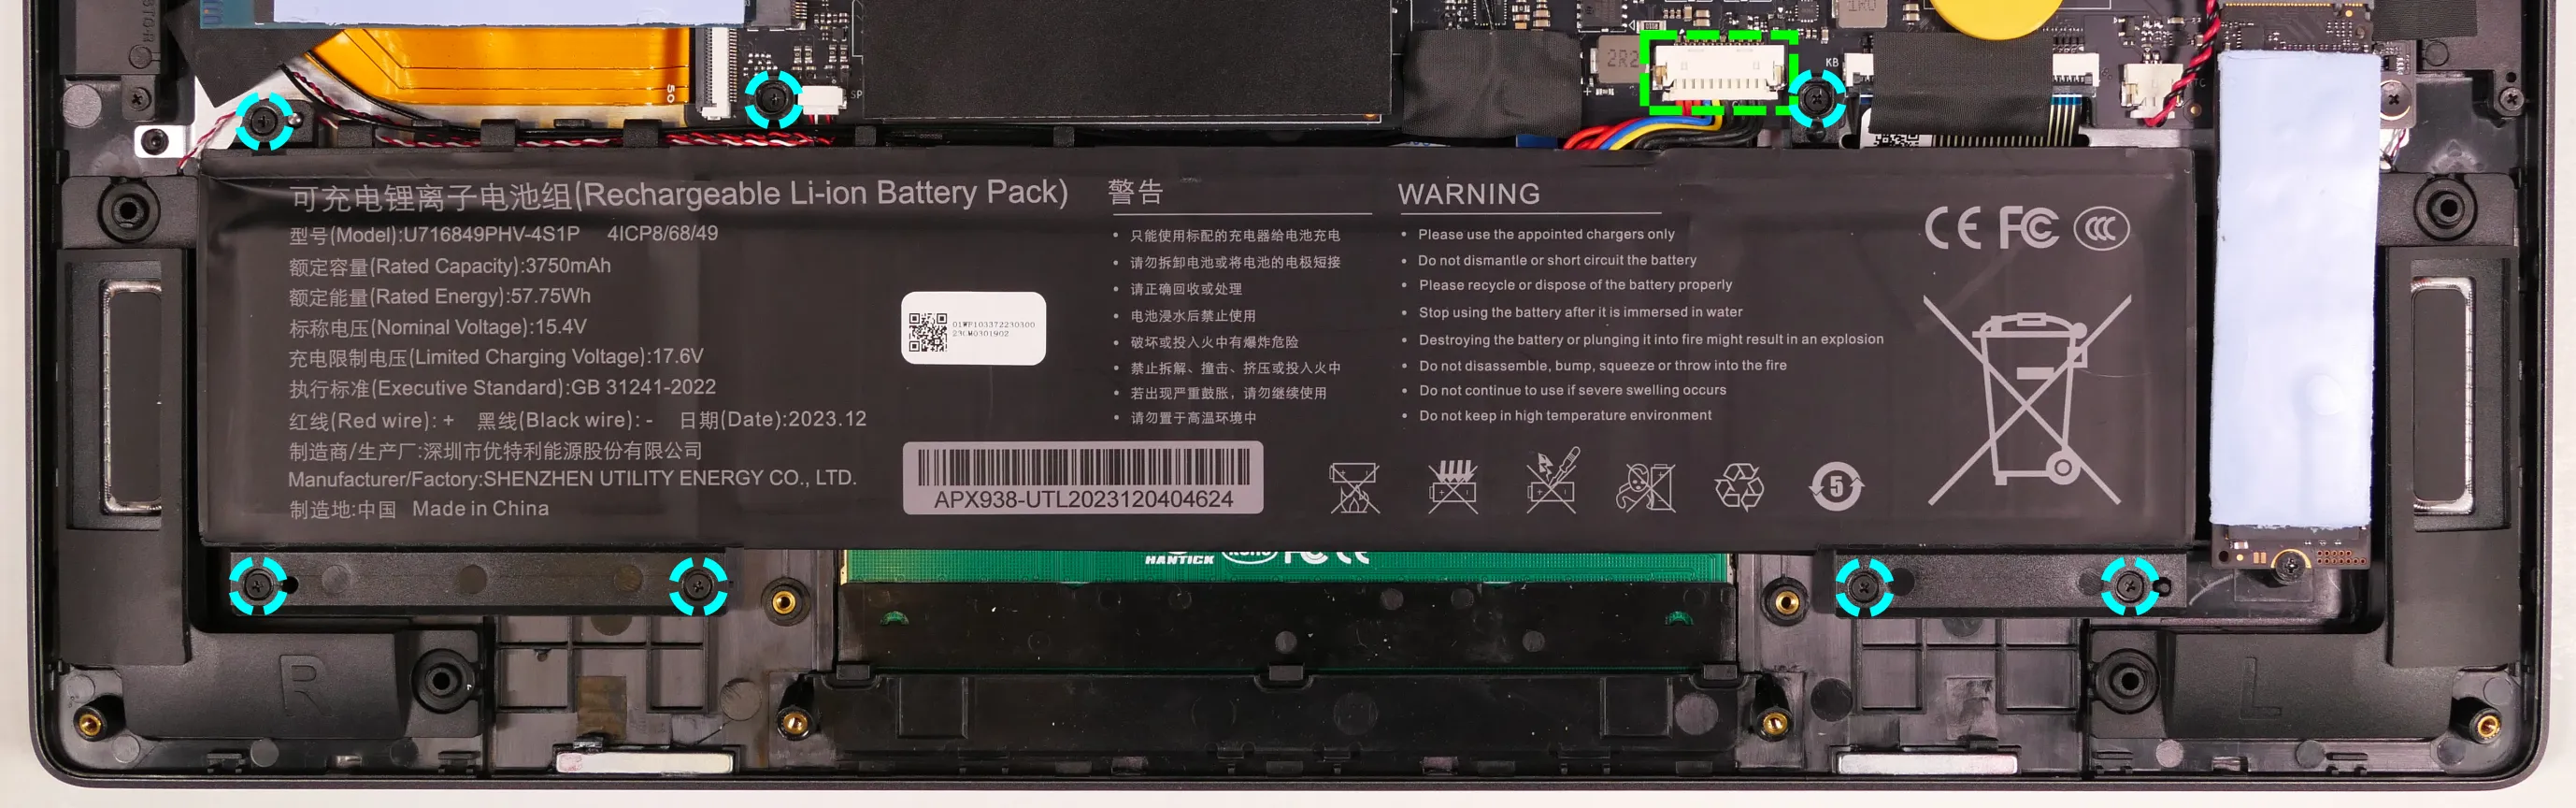 2R2
1R0
KB
SP
50
可充电锂离子电池组(Rechargeable Li-ion Battery Pack)
型号(Model):U716849PHV-4S1P 4ICP8/68/49
额定容量(Rated Capacity):3750mAh
额定能量(Rated Energy):57.75Wh
标称电压(Nominal Voltage):15.4V
充电限制电压(Limited Charging Voltage):17.6V
执行标准(Executive Standard):GB 31241-2022
红线(Red wire): + 黑线(Black wire): - 日期(Date):2023.12
制造商/生产厂:深圳市优特利能源股份有限公司
Manufacturer/Factory:SHENZHEN UTILITY ENERGY CO., LTD.
制造地:中国 Made in China
01WF103372230300
23CM0301902
APX938-UTL2023120404624
警告
• 只能使用标配的充电器给电池充电
• 请勿拆卸电池或将电池的电极短接
• 请正确回收或处理
• 电池浸水后禁止使用
• 破坏或投入火中有爆炸危险
• 禁止拆解、撞击、挤压或投入火中
• 若出现严重鼓胀，请勿继续使用
• 请勿置于高温环境中
WARNING
• Please use the appointed chargers only
• Do not dismantle or short circuit the battery
• Please recycle or dispose of the battery properly
• Stop using the battery after it is immersed in water
• Destroying the battery or plunging it into fire might result in an explosion
• Do not disassemble, bump, squeeze or throw into the fire
• Do not continue to use if severe swelling occurs
• Do not keep in high temperature environment
CE FC CCC
5
HANTICK
R
L